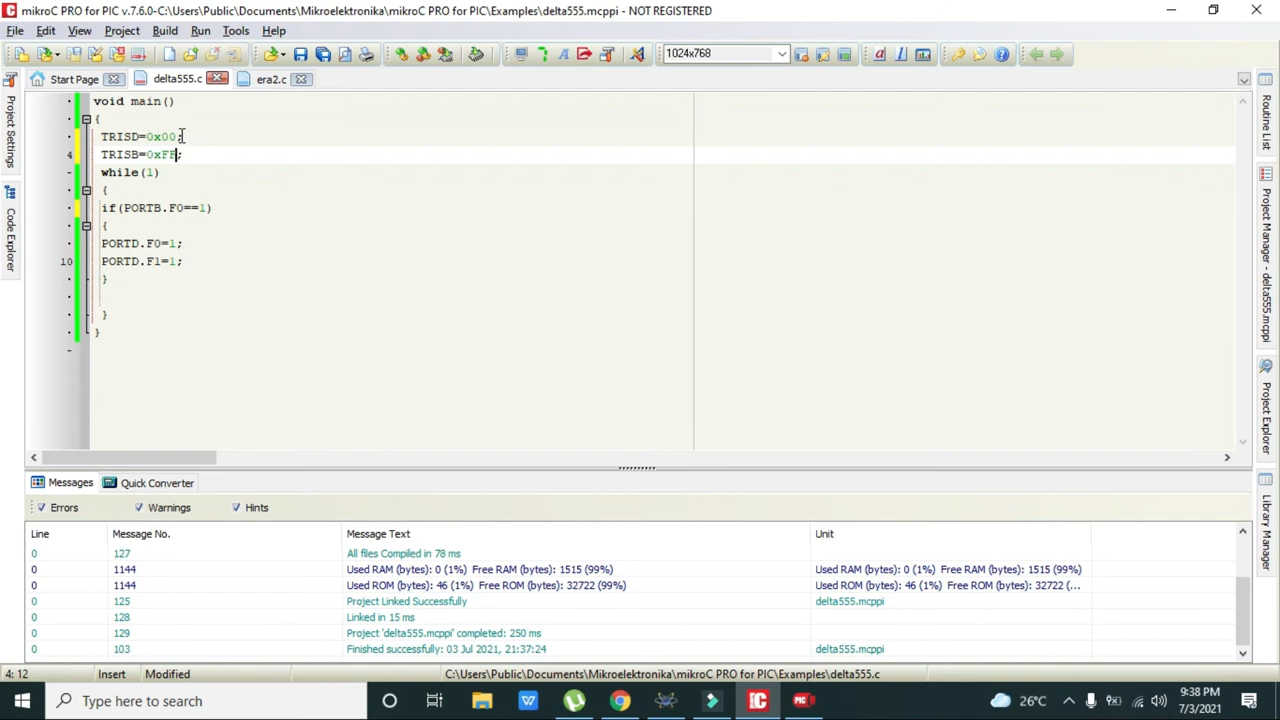 mikroC PRO for PIC v.7.6.0-C:\Users\Public\Documents\Mikroelektronika\mikroC PRO for PIC\Examples\delta555.mcppi - NOT REGISTERED
File Edit View Project Build Run Tools Help
1024x768
Start Page delta555.c era2.c
Project Settings
Code Explorer
void main()
{
TRISD=0x00;
4 TRISB=0xFF;
while(1)
{
if(PORTB.F0==1)
{
PORTD.F0=1;
10 PORTD.F1=1;
}
}
}
Routine List
Project Manager - delta555.mcppi
Project Explorer
Library Manager
Messages Quick Converter
Errors Warnings Hints
Line Message No. Message Text Unit
0 127 All files Compiled in 78 ms
0 1144 Used RAM (bytes): 0 (1%) Free RAM (bytes): 1515 (99%) Used RAM (bytes): 0 (1%) Free RAM (bytes): 1515 (99%)
0 1144 Used ROM (bytes): 46 (1%) Free ROM (bytes): 32722 (99%) Used ROM (bytes): 46 (1%) Free ROM (bytes): 32722 (...
0 125 Project Linked Successfully delta555.mcppi
0 128 Linked in 15 ms
0 129 Project 'delta555.mcppi' completed: 250 ms
0 103 Finished successfully: 03 Jul 2021, 21:37:24 delta555.mcppi
4: 12 Insert Modified C:\Users\Public\Documents\Mikroelektronika\mikroC PRO for PIC\Examples\delta555.c
Type here to search
26°C
9:38 PM
7/3/2021